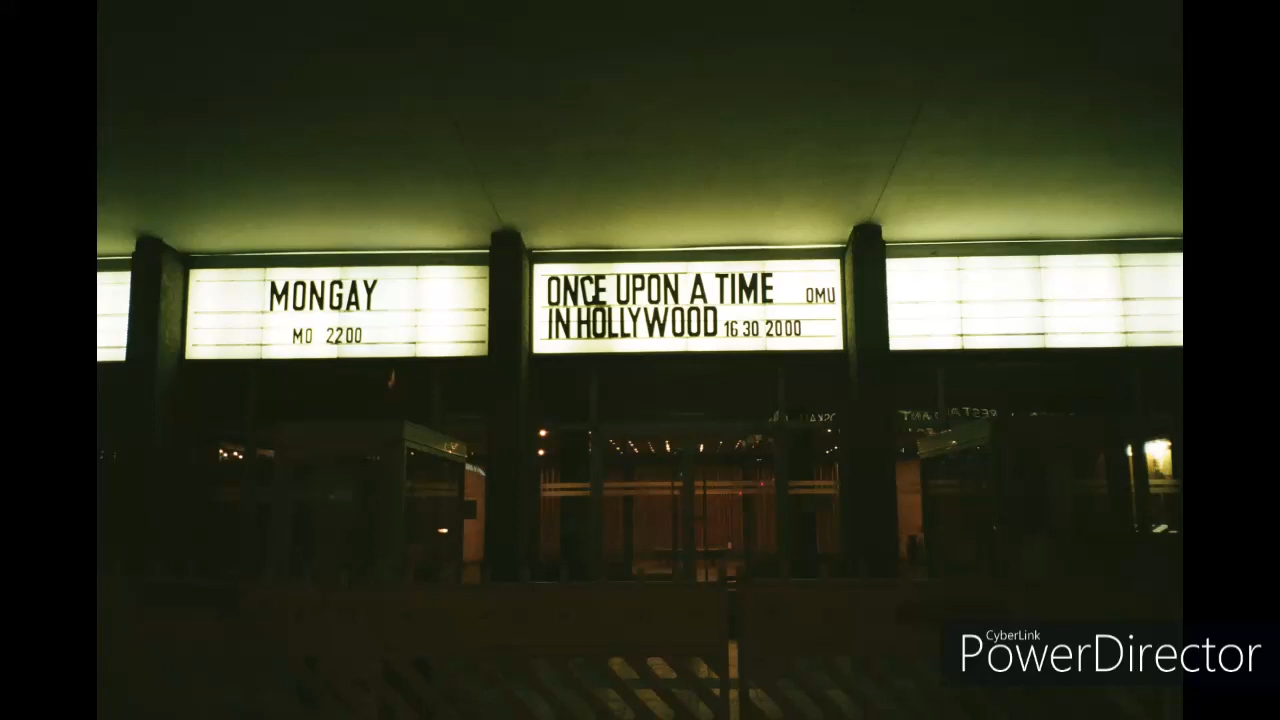 MONGAY
MO 2200
ONCE UPON A TIME OMU
IN HOLLYWOOD 16 30 2000
CyberLink
PowerDirector